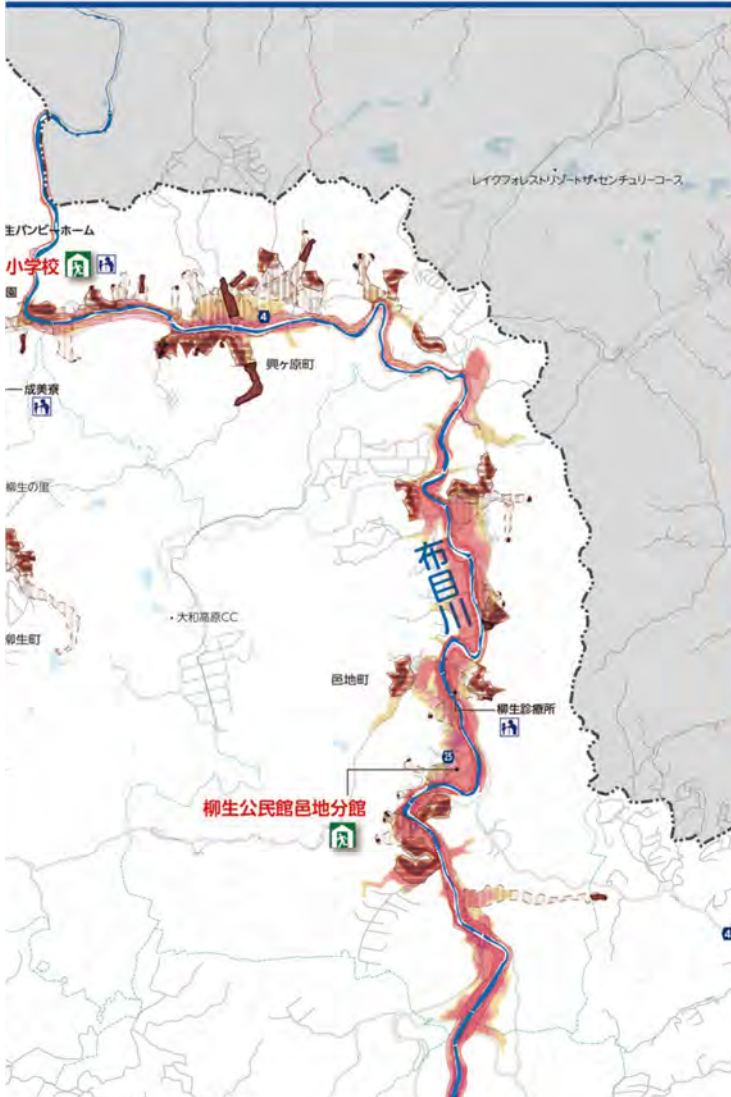 レイクフォレストリゾートザ・センチュリーコース
生バンビーホーム
小学校
園
4
興ヶ原町
成美寮
柳生の里
布目川
・大和高原CC
柳生町
邑地町
柳生診療所
25
柳生公民館邑地分館
4